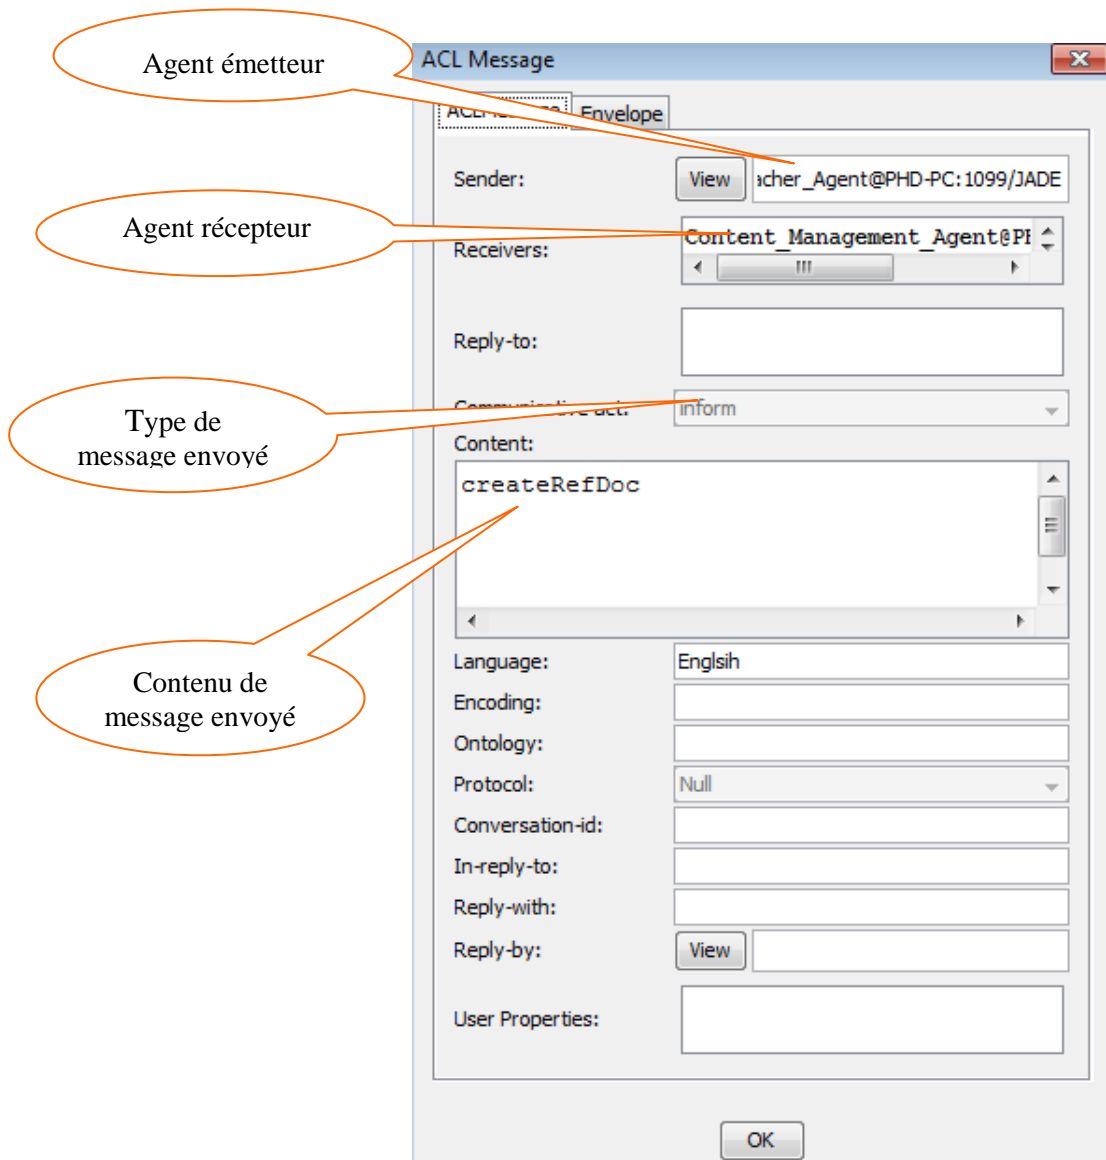 Agent émetteur
ACL Message
Envelope
Sender:
View
acher_Agent@PHD-PC:1099/JADE
Agent récepteur
Receivers:
Content_Management_Agent@PH
Reply-to:
Type de
message envoyé
inform
Content:
createRefDoc
Contenu de
message envoyé
Language:
Englsih
Encoding:
Ontology:
Protocol:
Null
Conversation-id:
In-reply-to:
Reply-with:
Reply-by:
View
User Properties:
OK